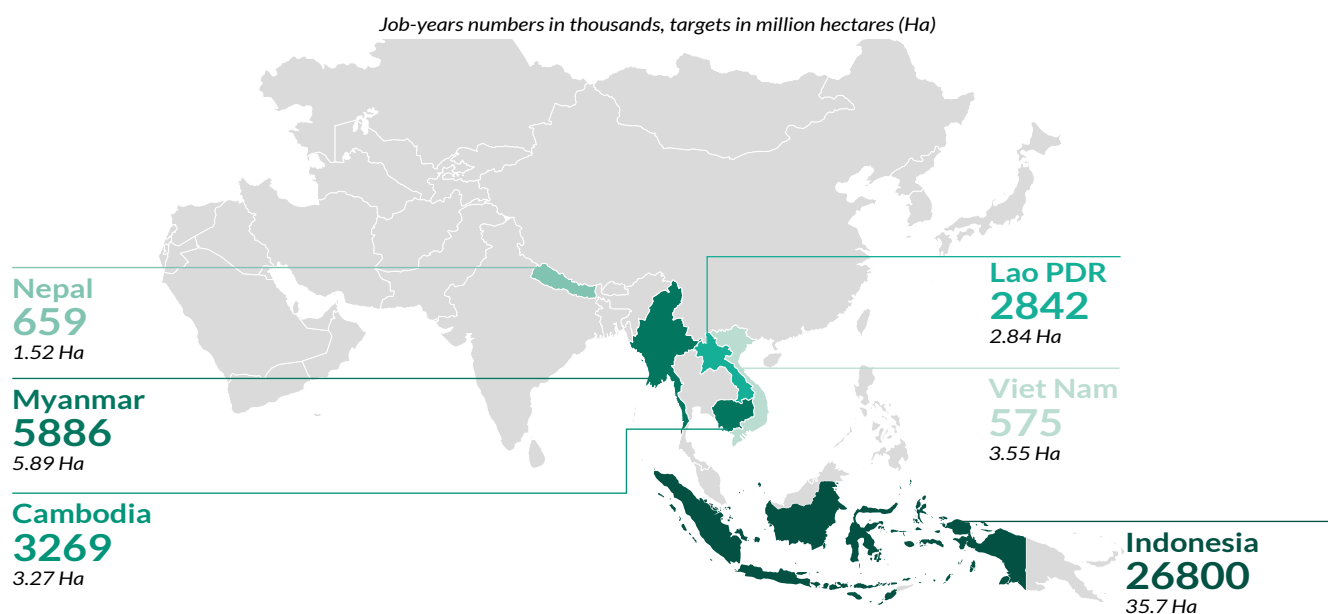 Job-years numbers in thousands, targets in million hectares (Ha)
Nepal
659
1.52 Ha
Myanmar
5886
5.89 Ha
Cambodia
3269
3.27 Ha
Lao PDR
2842
2.84 Ha
Viet Nam
575
3.55 Ha
Indonesia
26800
35.7 Ha